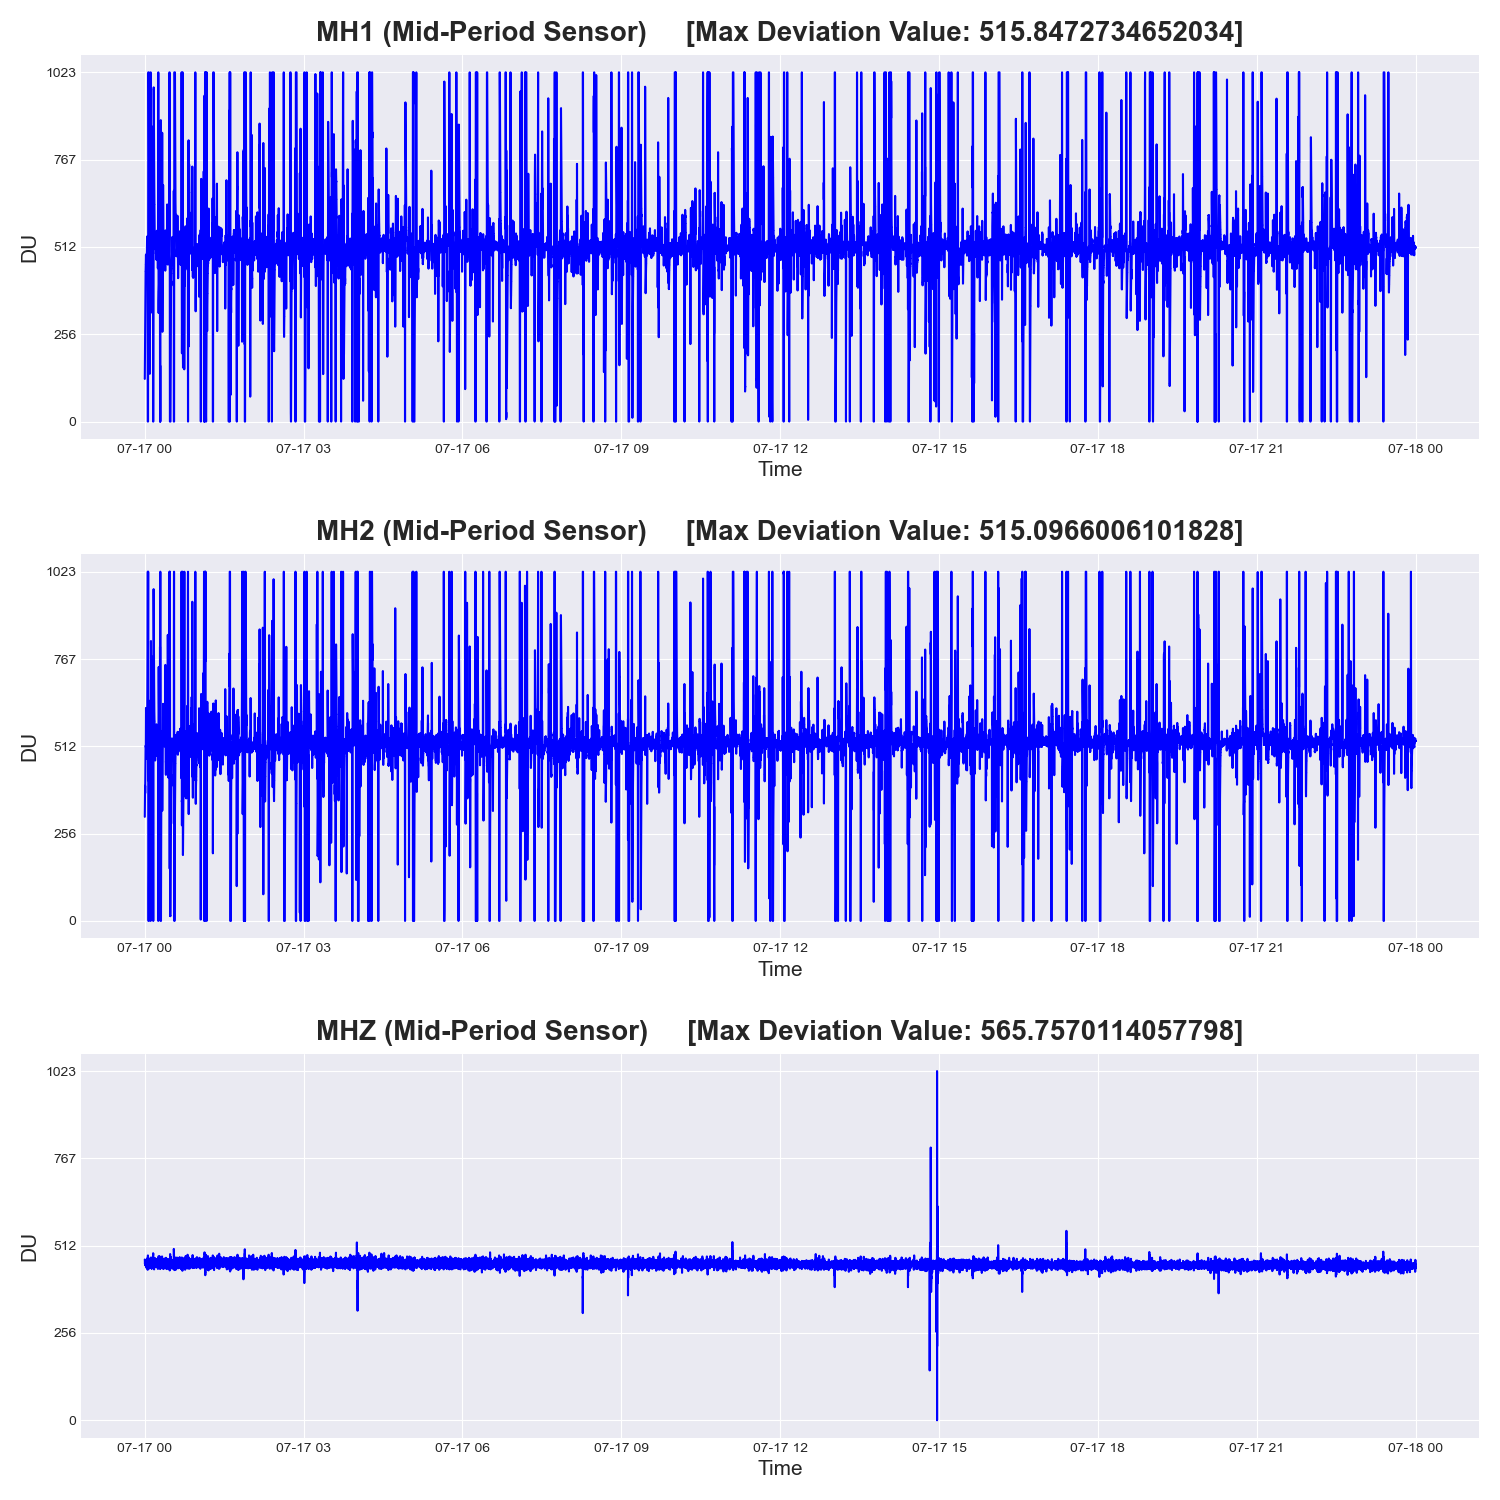 MH1 (Mid-Period Sensor) [Max Deviation Value: 515.8472734652034]
1023
767
512
256
0
DU
07-17 00 07-17 03 07-17 06 07-17 09 07-17 12 07-17 15 07-17 18 07-17 21 07-18 00
Time
MH2 (Mid-Period Sensor) [Max Deviation Value: 515.0966006101828]
1023
767
512
256
0
DU
07-17 00 07-17 03 07-17 06 07-17 09 07-17 12 07-17 15 07-17 18 07-17 21 07-18 00
Time
MHZ (Mid-Period Sensor) [Max Deviation Value: 565.7570114057798]
1023
767
512
256
0
DU
07-17 00 07-17 03 07-17 06 07-17 09 07-17 12 07-17 15 07-17 18 07-17 21 07-18 00
Time